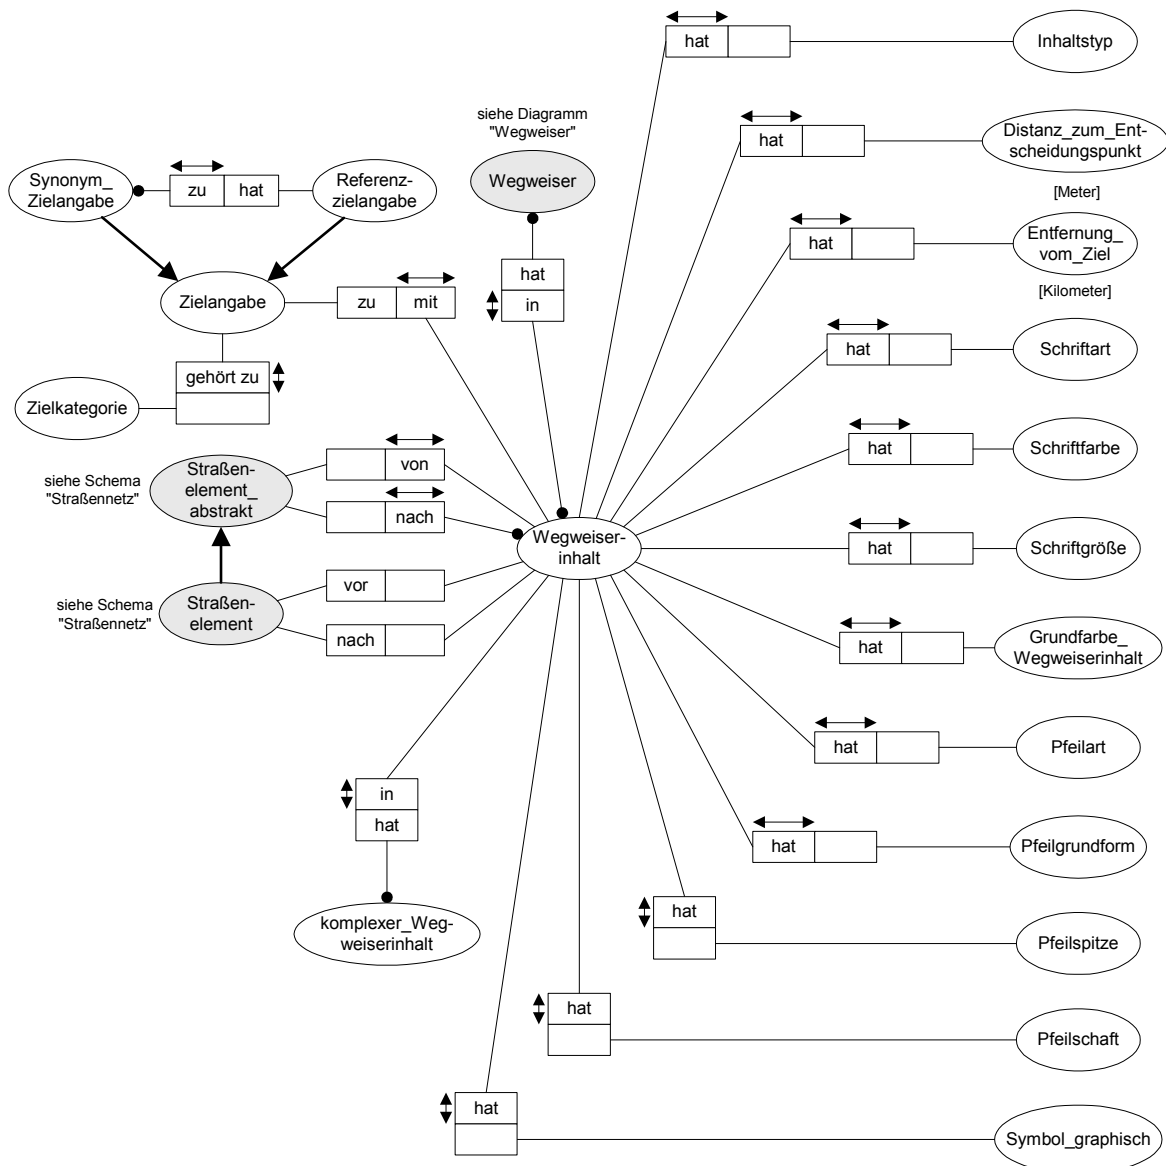 hat
Inhaltstyp
siehe Diagramm
"Wegweiser"
Wegweiser
hat
Distanz_zum_Ent-
scheidungspunkt
[Meter]
Synonym_
Zielangabe
zu
hat
Referenz-
zielangabe
hat
Entfernung_
vom_Ziel
[Kilometer]
hat
in
Zielangabe
zu
mit
hat
Schriftart
gehört zu
Zielkategorie
hat
Schriftfarbe
siehe Schema
"Straßennetz"
Straßen-
element_
abstrakt
von
nach
Wegweiser-
inhalt
hat
Schriftgröße
siehe Schema
"Straßennetz"
Straßen-
element
vor
nach
hat
Grundfarbe_
Wegweiserinhalt
hat
Pfeilart
in
hat
komplexer_Weg-
weiserinhalt
hat
Pfeilgrundform
hat
Pfeilspitze
hat
Pfeilschaft
hat
Symbol_graphisch